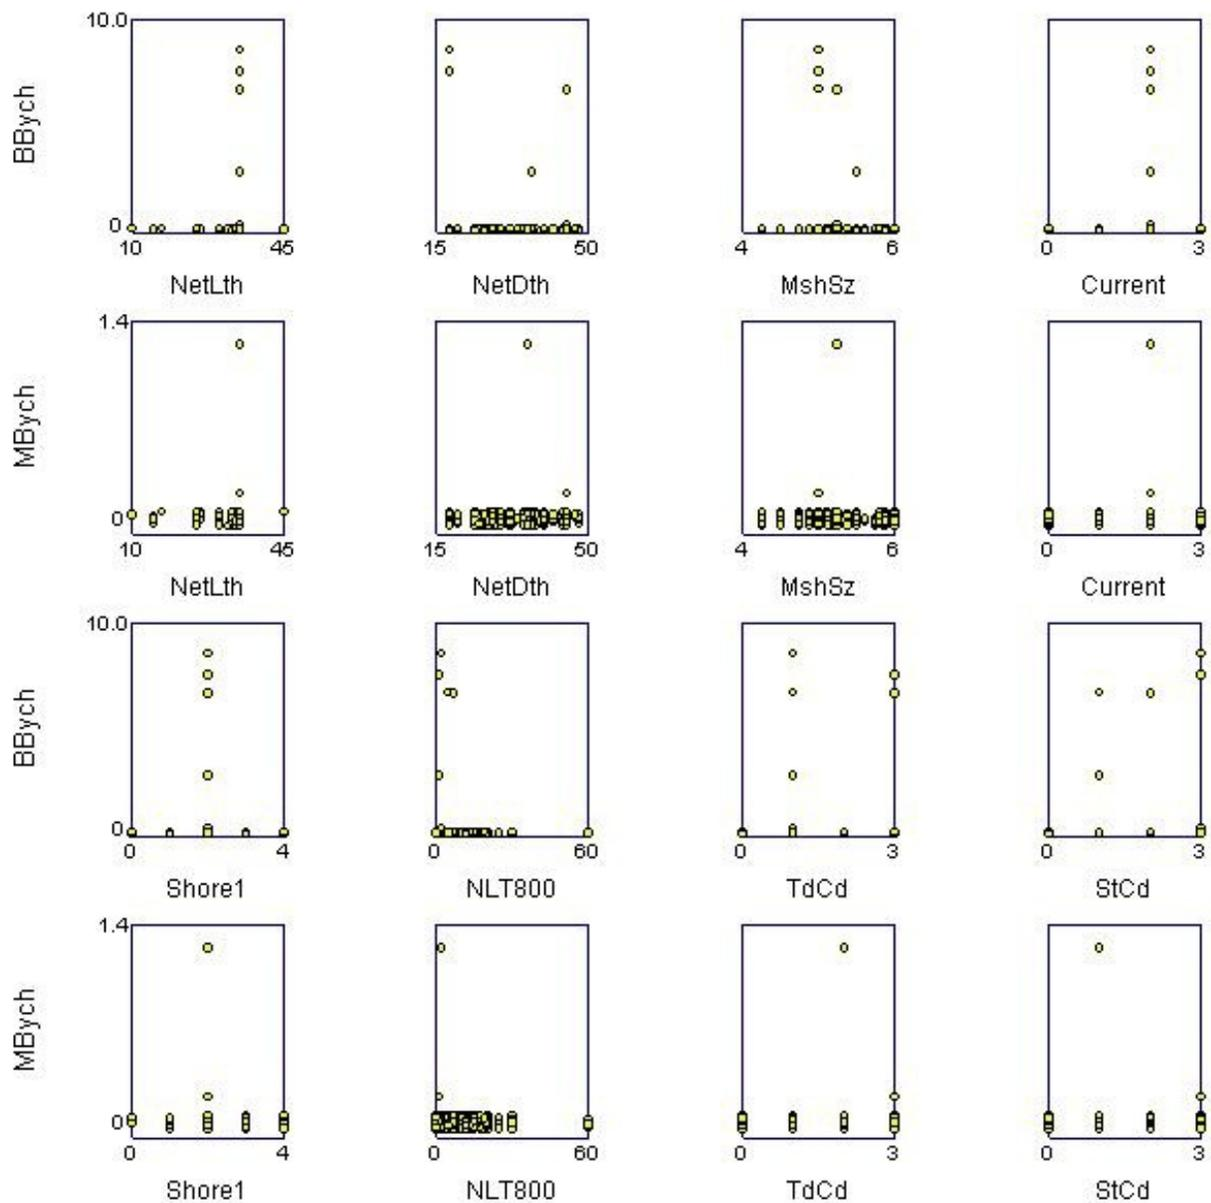 10.0
BBych
0
10 45 15 50 4 6 0 3
NetLth NetDth MshSz Current
1.4
MBych
0
10 45 15 50 4 6 0 3
NetLth NetDth MshSz Current
10.0
BBych
0
0 4 0 60 0 3 0 3
Shore1 NLT800 TdCd StCd
1.4
MBych
0
0 4 0 60 0 3 0 3
Shore1 NLT800 TdCd StCd